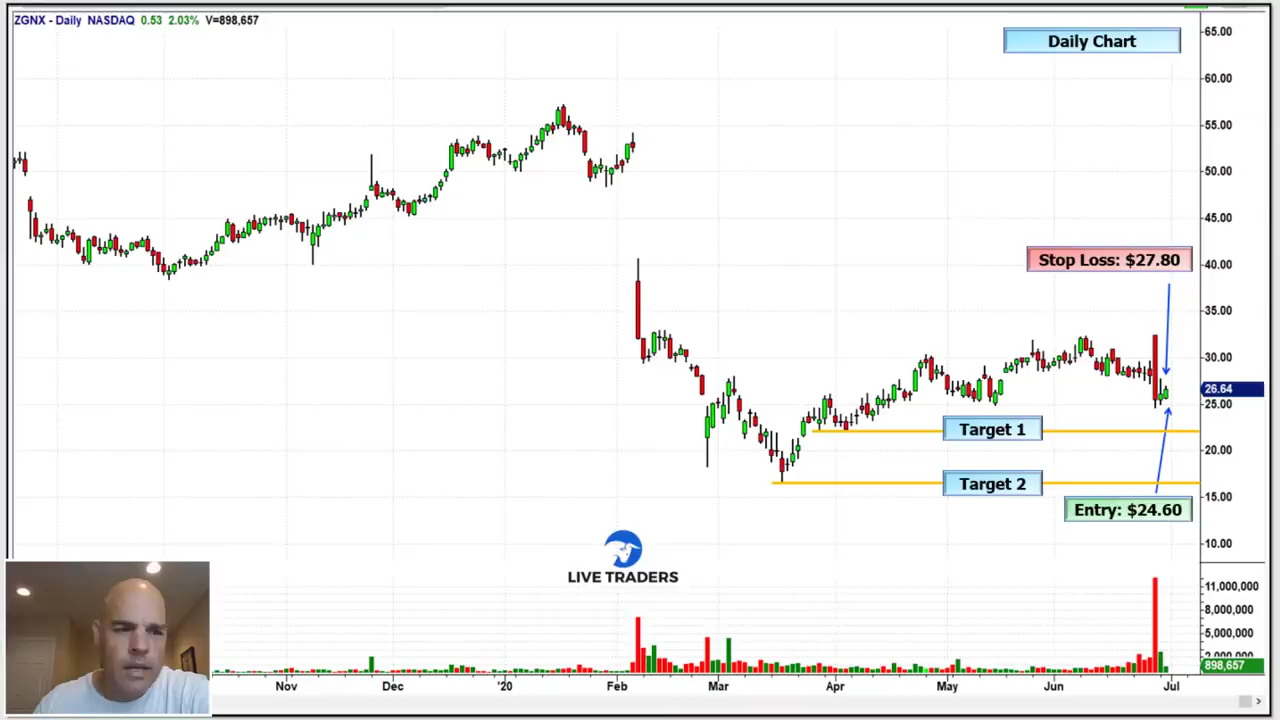 ZGNX - Daily NASDAQ 0.53 2.03% V=898,657
Daily Chart
65.00
60.00
55.00
50.00
45.00
Stop Loss: $27.80
40.00
35.00
30.00
26.64
25.00
Target 1
20.00
Target 2
15.00
Entry: $24.60
10.00
LIVE TRADERS
11,000,000
8,000,000
5,000,000
898,657
Nov Dec '20 Feb Mar Apr May Jun Jul